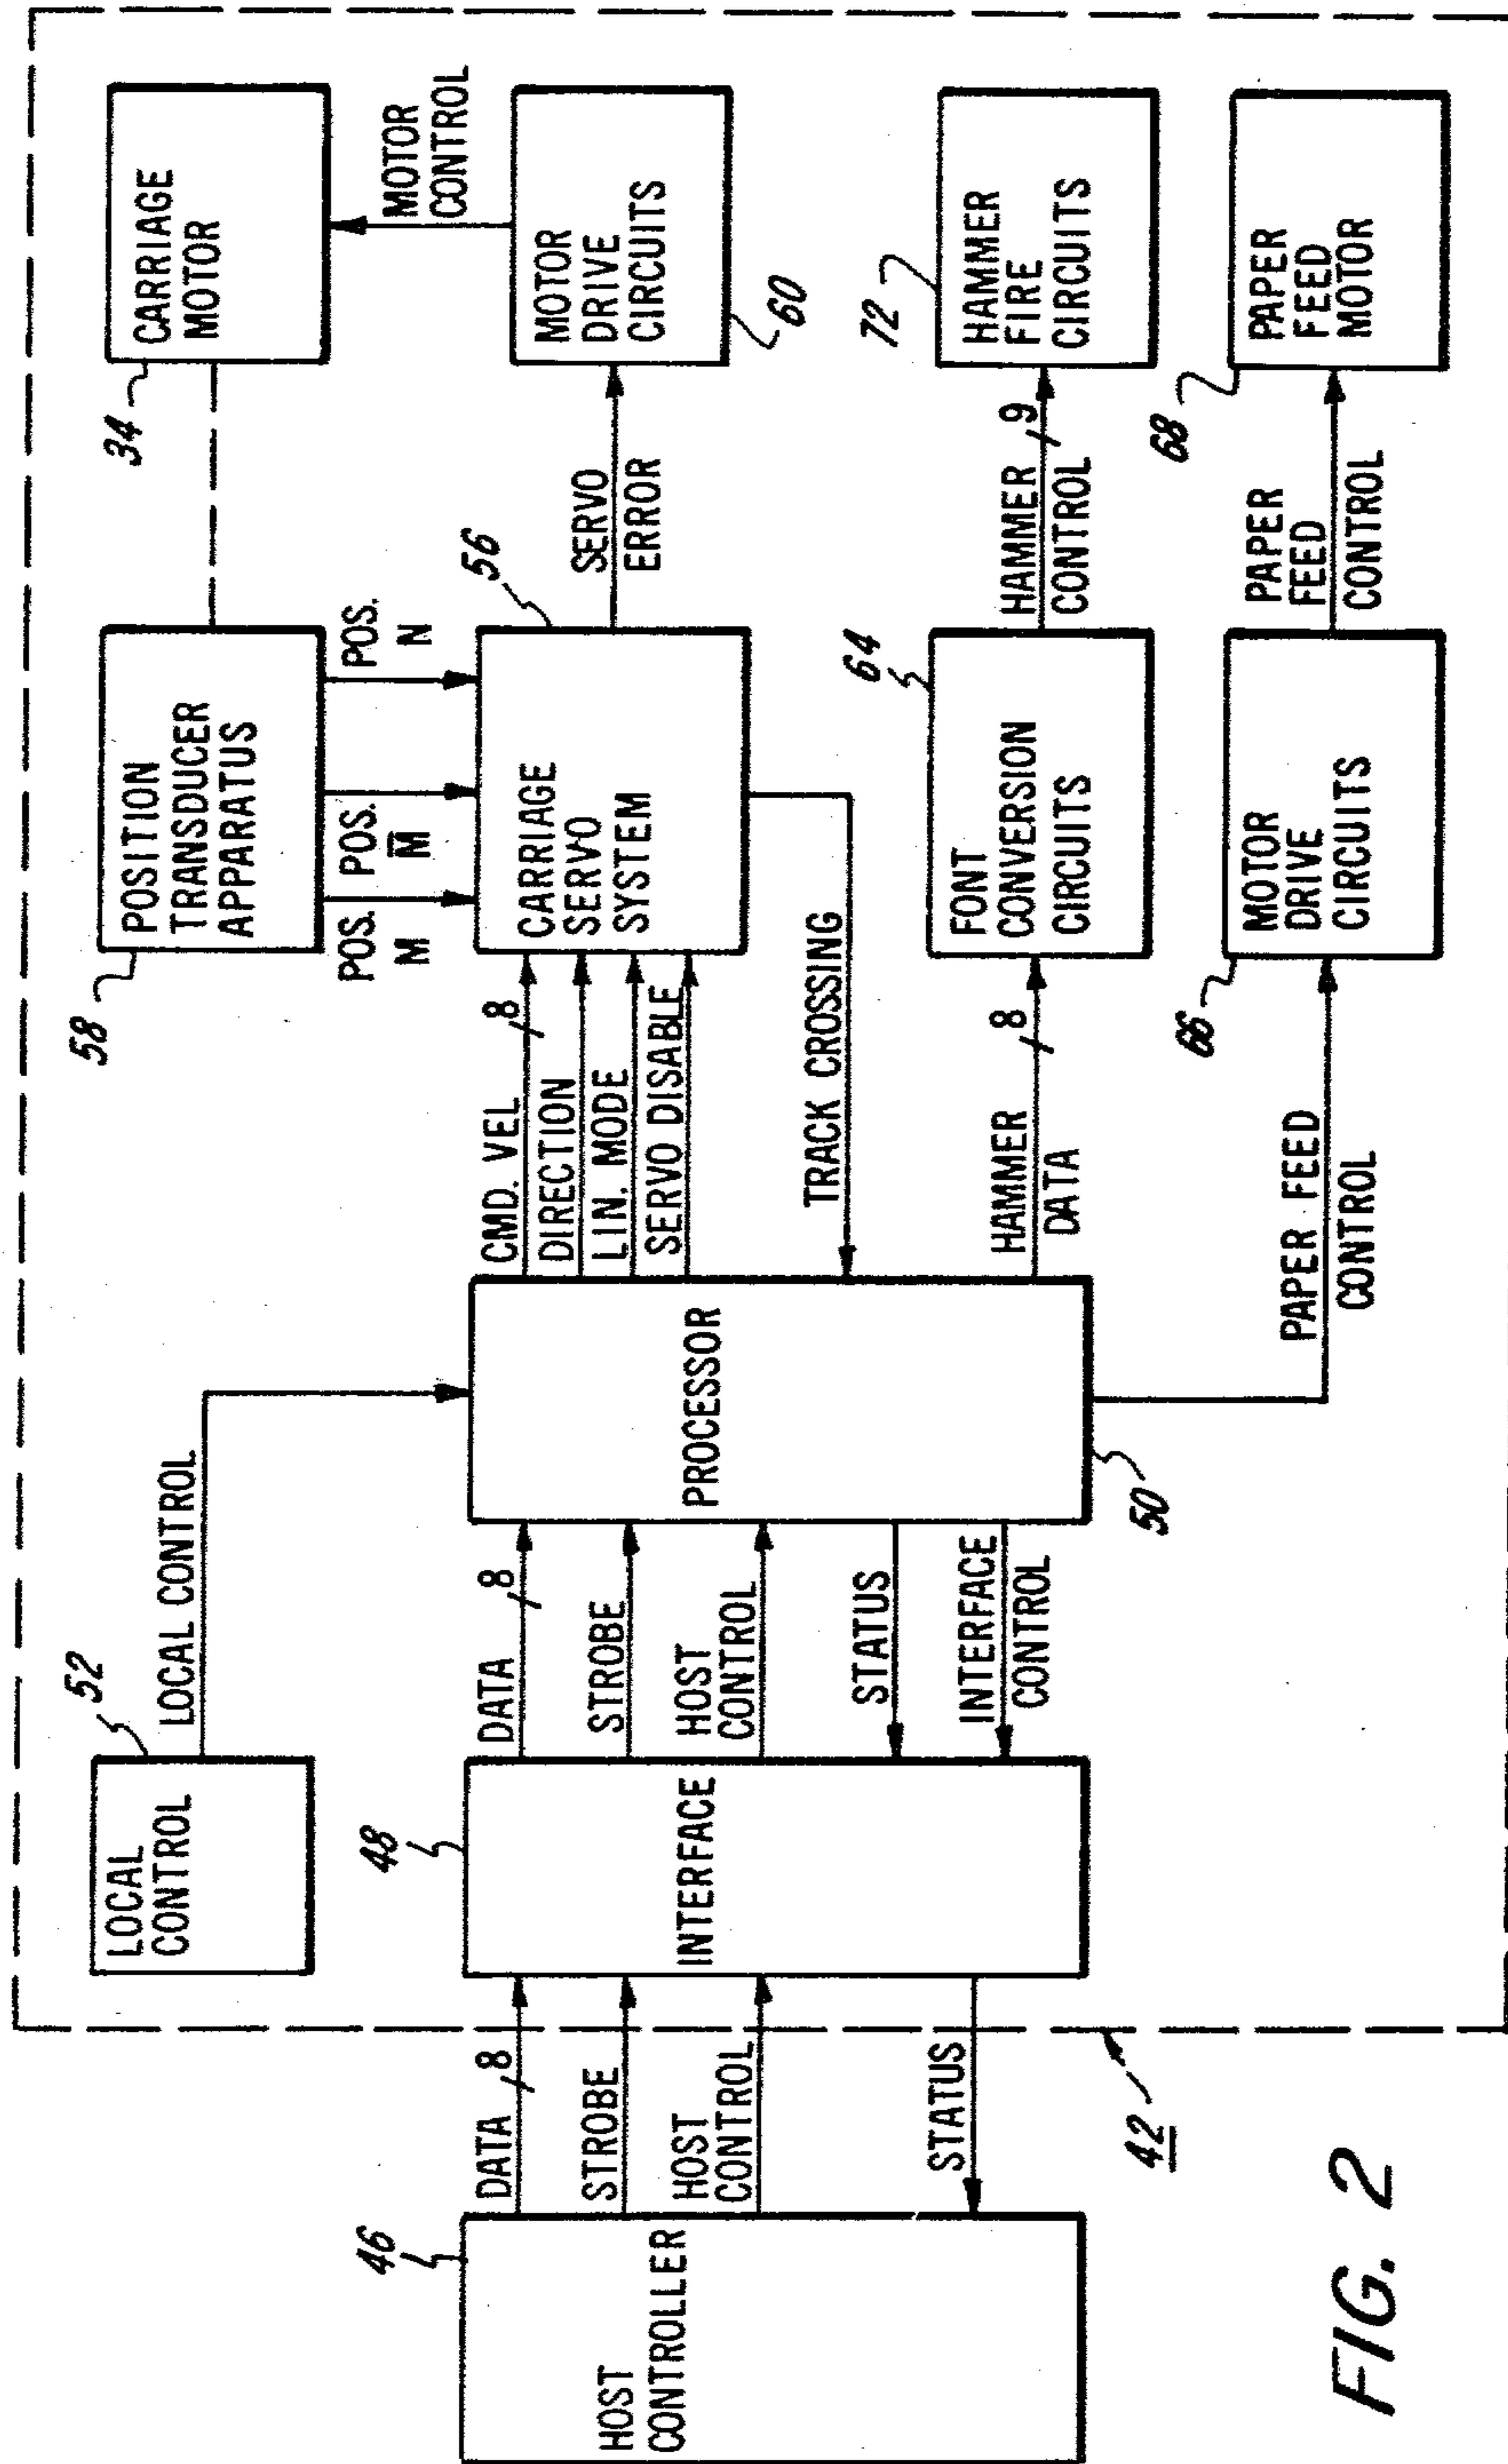 58
POSITION
TRANSDUCER
APPARATUS
34
CARRIAGE
MOTOR
52
LOCAL
CONTROL
LOCAL CONTROL
POS.
M
POS.
M̅
POS.
N
MOTOR
CONTROL
46
HOST
CONTROLLER
DATA
8
STROBE
HOST
CONTROL
STATUS
48
INTERFACE
DATA
8
STROBE
HOST
CONTROL
STATUS
INTERFACE
CONTROL
PROCESSOR
50
CMD. VEL
8
DIRECTION
LIN. MODE
SERVO DISABLE
TRACK CROSSING
56
CARRIAGE
SERVO
SYSTEM
SERVO
ERROR
MOTOR
DRIVE
CIRCUITS
60
HAMMER
DATA
8
64
FONT
CONVERSION
CIRCUITS
HAMMER
CONTROL
9
72
HAMMER
FIRE
CIRCUITS
PAPER FEED
CONTROL
66
MOTOR
DRIVE
CIRCUITS
PAPER
FEED
CONTROL
68
PAPER
FEED
MOTOR
42
FIG. 2